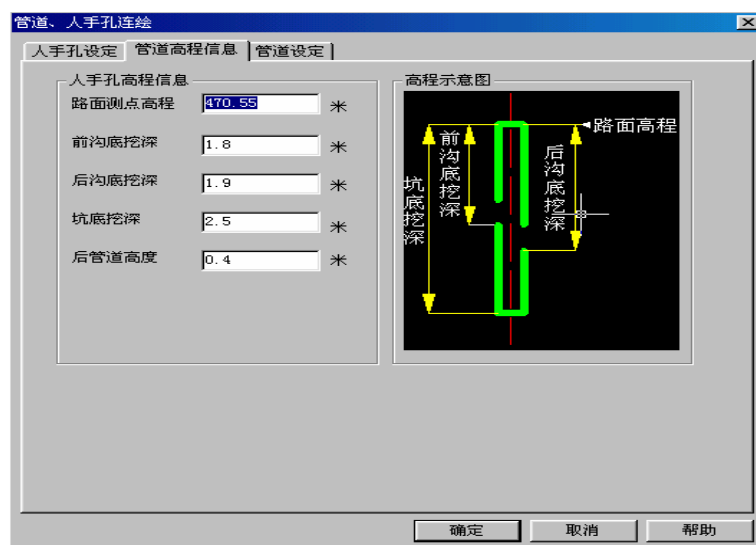 管道、人手孔连绘
人手孔设定 管道高程信息 管道设定
人手孔高程信息
路面测点高程 470.55 米
前沟底挖深 1.8 米
后沟底挖深 1.9 米
坑底挖深 2.5 米
后管道高度 0.4 米
高程示意图
路面高程
坑底挖深
前沟底挖深
后沟底挖深
确定 取消 帮助